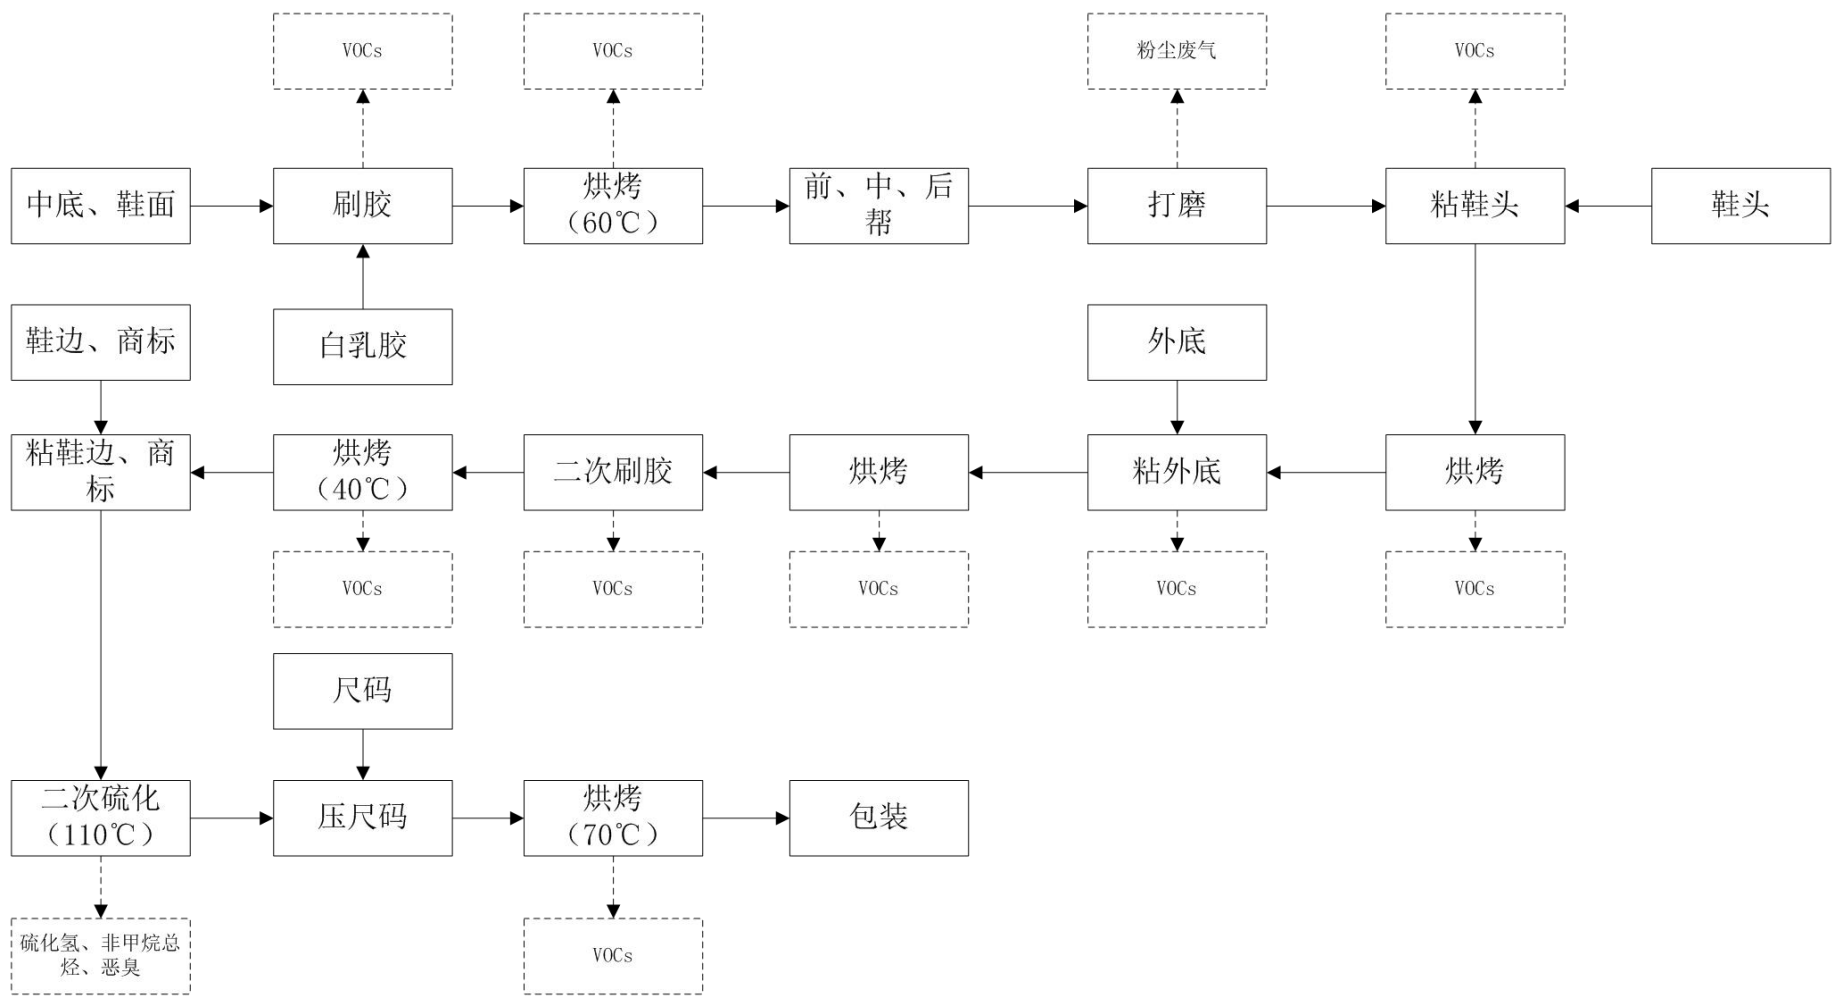 VOCs
VOCs
粉尘废气
VOCs
中底、鞋面
刷胶
烘烤
（60℃）
前、中、后
帮
打磨
粘鞋头
鞋头
鞋边、商标
白乳胶
外底
粘鞋边、商
标
烘烤
（40℃）
二次刷胶
烘烤
粘外底
烘烤
VOCs
VOCs
VOCs
VOCs
VOCs
尺码
二次硫化
（110℃）
压尺码
烘烤
（70℃）
包装
硫化氢、非甲烷总
烃、恶臭
VOCs